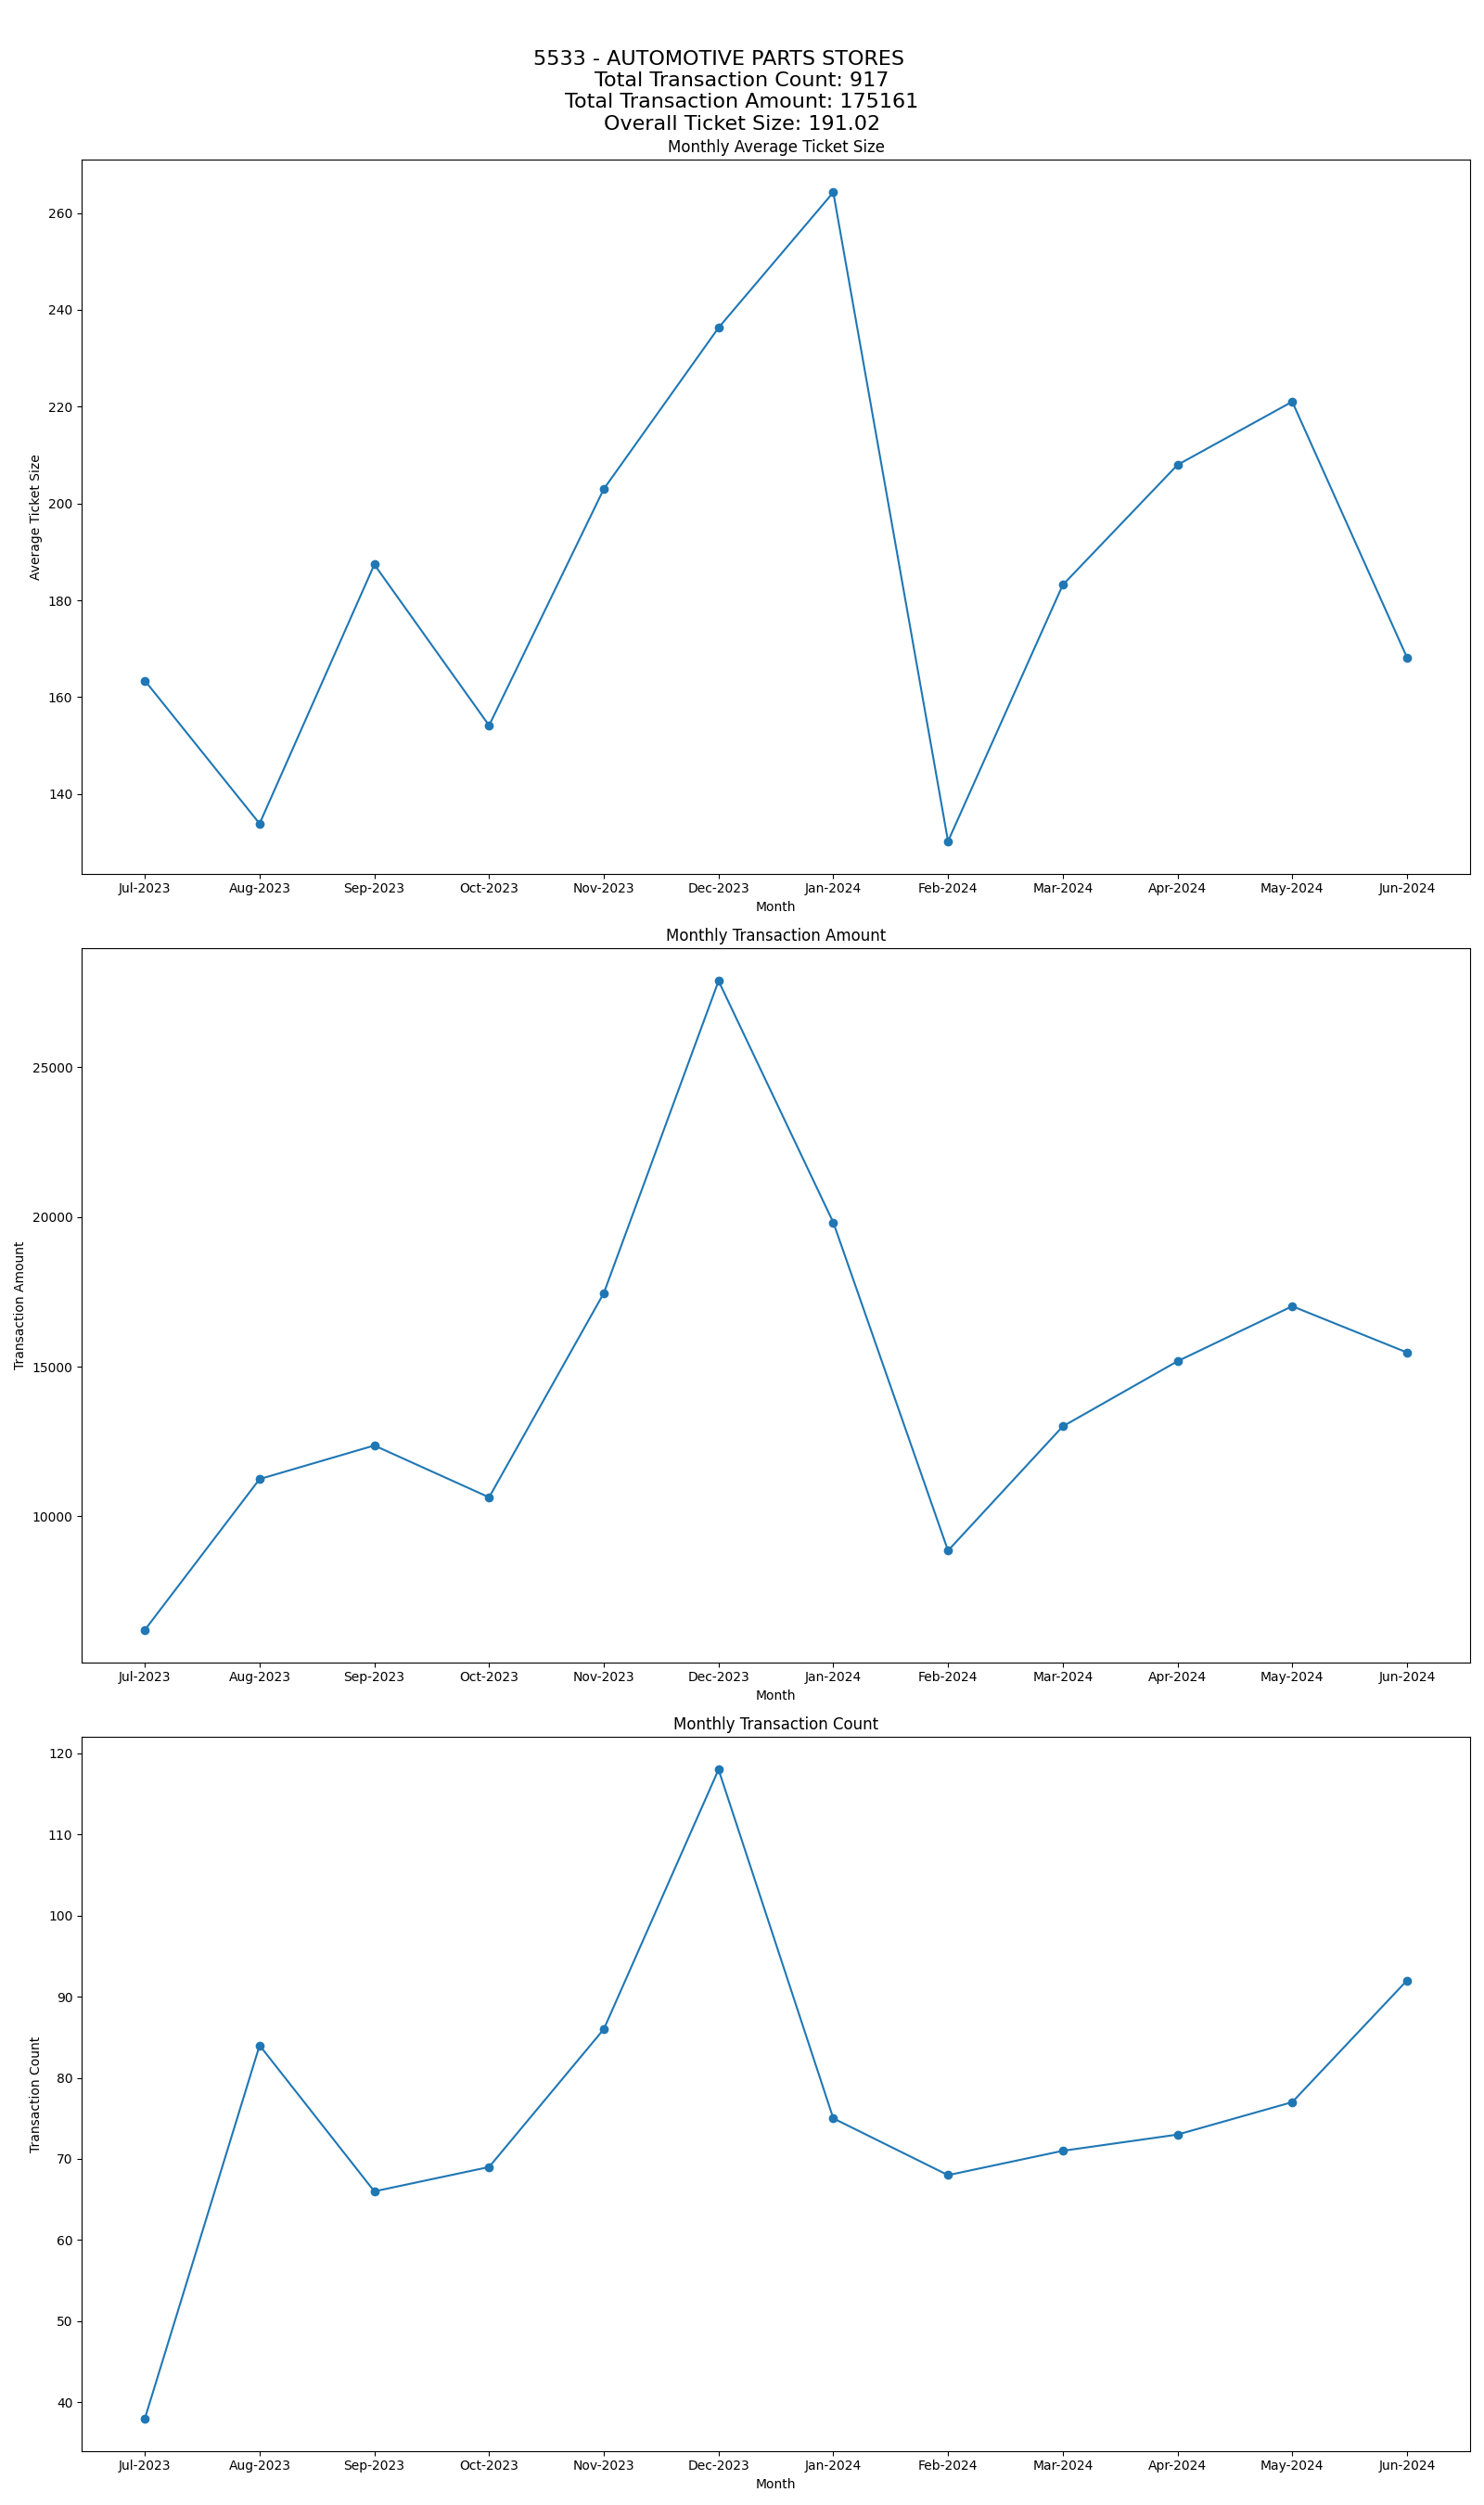 5533 - AUTOMOTIVE PARTS STORES
Total Transaction Count: 917
Total Transaction Amount: 175161
Overall Ticket Size: 191.02
Monthly Average Ticket Size
260
240
220
200
180
160
140
Average Ticket Size
Jul-2023 Aug-2023 Sep-2023 Oct-2023 Nov-2023 Dec-2023 Jan-2024 Feb-2024 Mar-2024 Apr-2024 May-2024 Jun-2024
Month
Monthly Transaction Amount
25000
20000
15000
10000
Transaction Amount
Jul-2023 Aug-2023 Sep-2023 Oct-2023 Nov-2023 Dec-2023 Jan-2024 Feb-2024 Mar-2024 Apr-2024 May-2024 Jun-2024
Month
Monthly Transaction Count
120
110
100
90
80
70
60
50
40
Transaction Count
Jul-2023 Aug-2023 Sep-2023 Oct-2023 Nov-2023 Dec-2023 Jan-2024 Feb-2024 Mar-2024 Apr-2024 May-2024 Jun-2024
Month